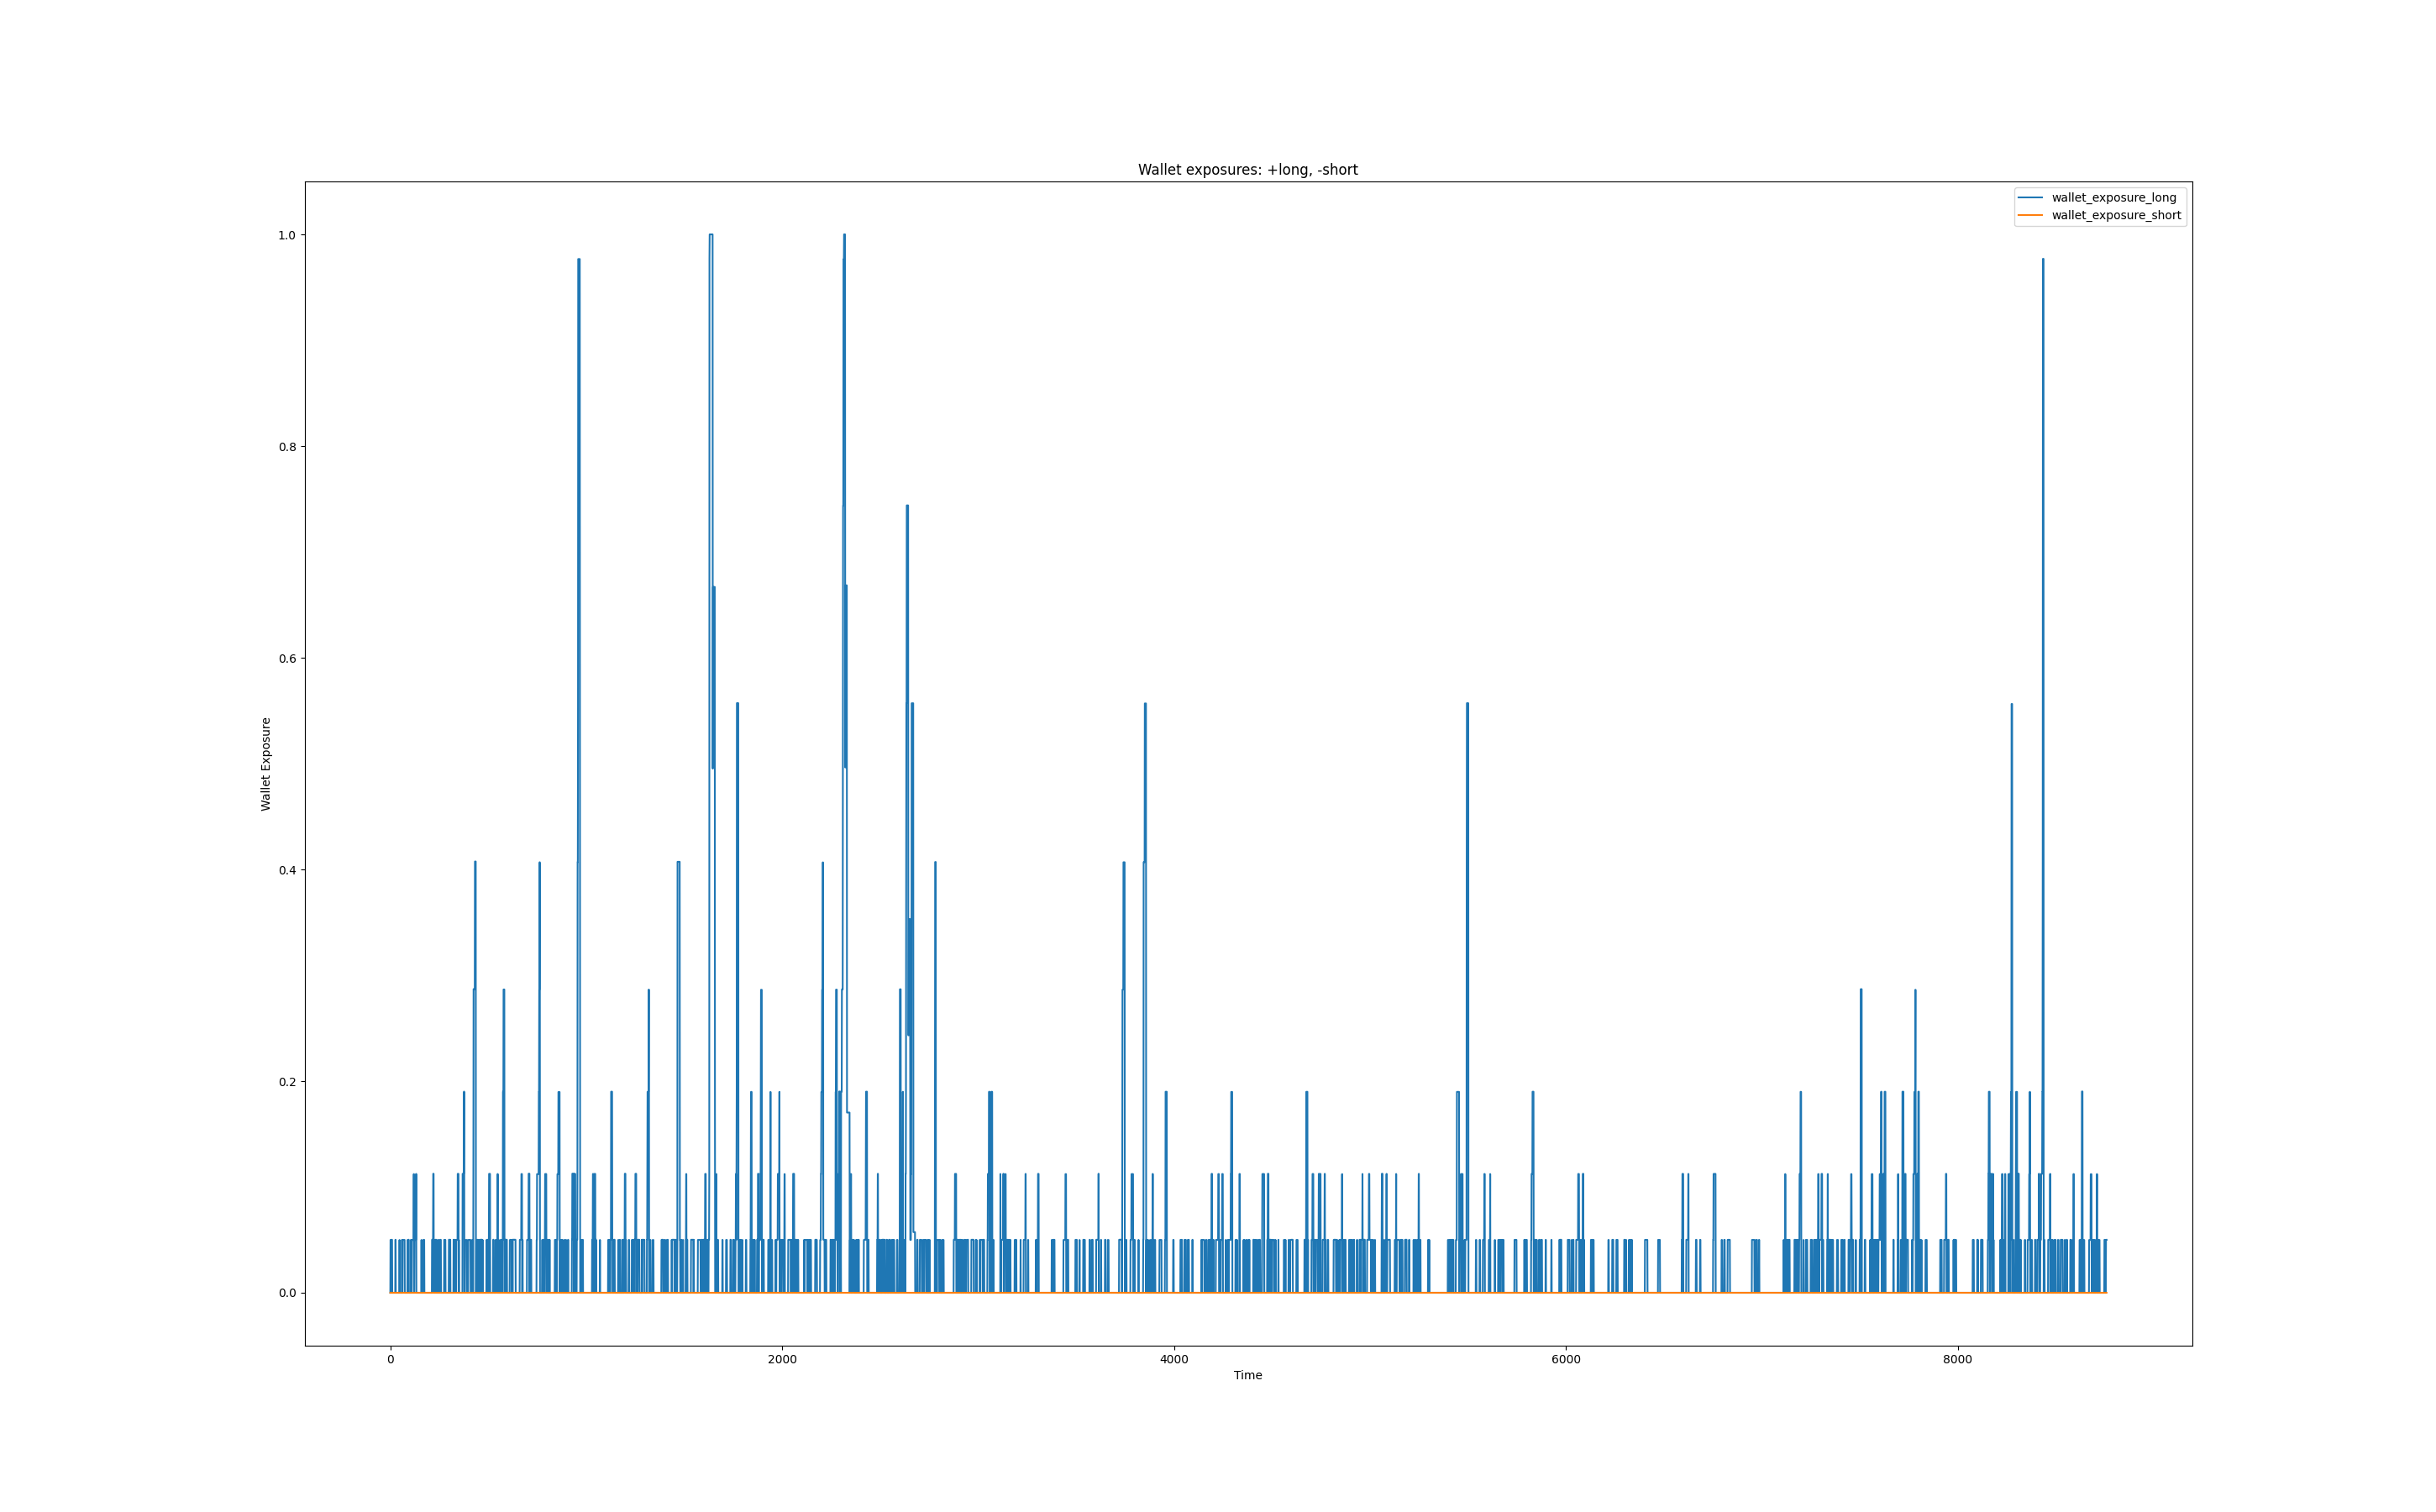 Wallet exposures: +long, -short
wallet_exposure_long
wallet_exposure_short
1.0
0.8
0.6
0.4
0.2
0.0
Wallet Exposure
0
2000
4000
6000
8000
Time